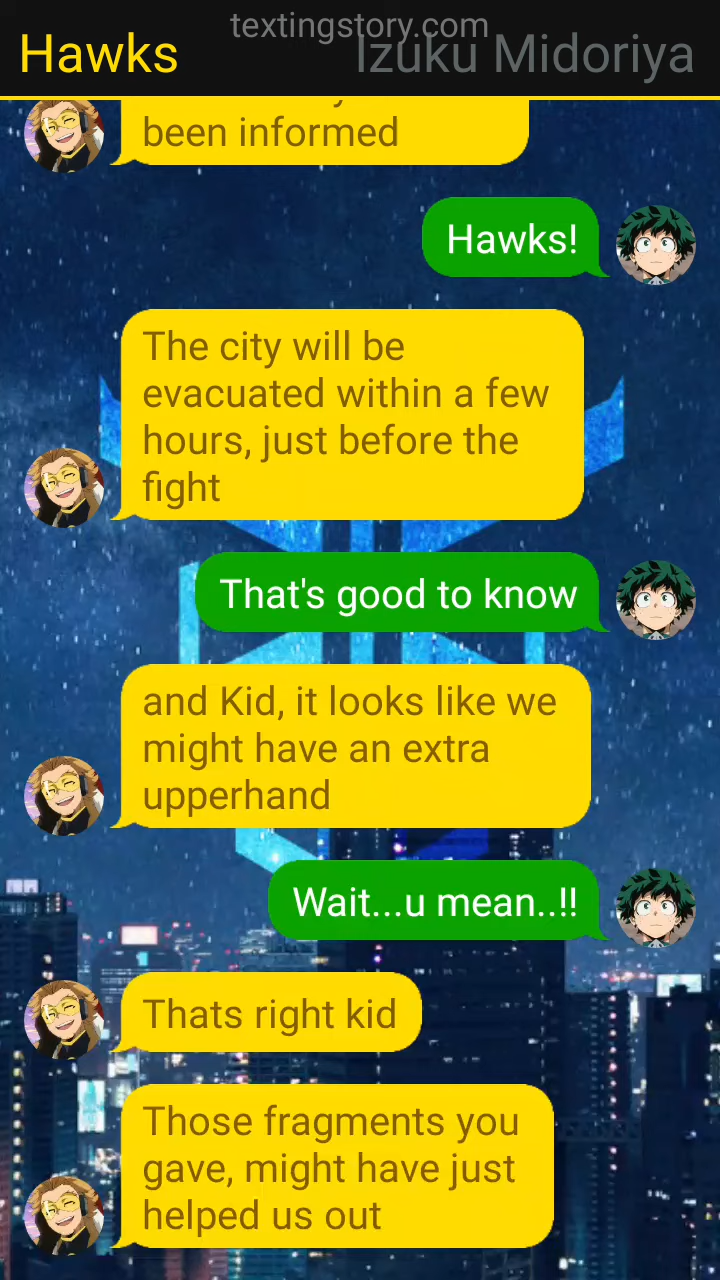 textingstory.com
Hawks
Izuku Midoriya
been informed
Hawks!
The city will be
evacuated within a few
hours, just before the
fight
That's good to know
and Kid, it looks like we
might have an extra
upperhand
Wait...u mean..!!
Thats right kid
Those fragments you
gave, might have just
helped us out